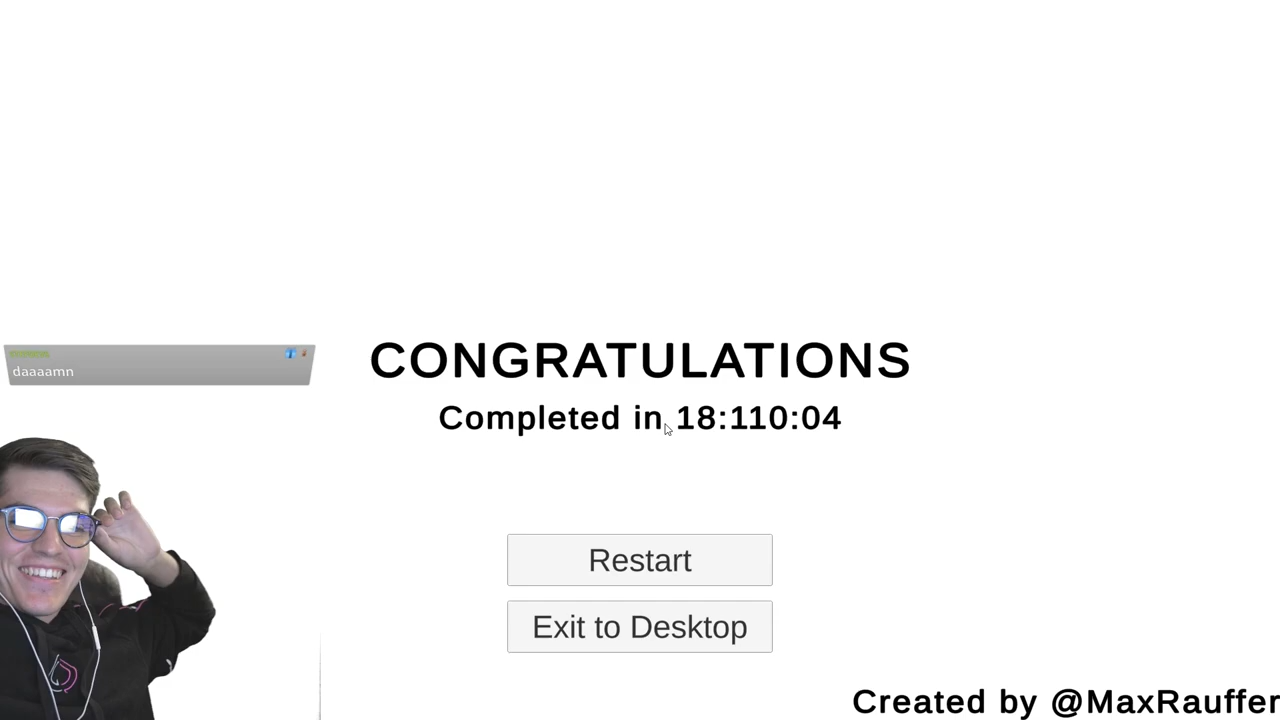 CONGRATULATIONS
Completed in 18:110:04
daaaamn
Restart
Exit to Desktop
Created by @MaxRauffer